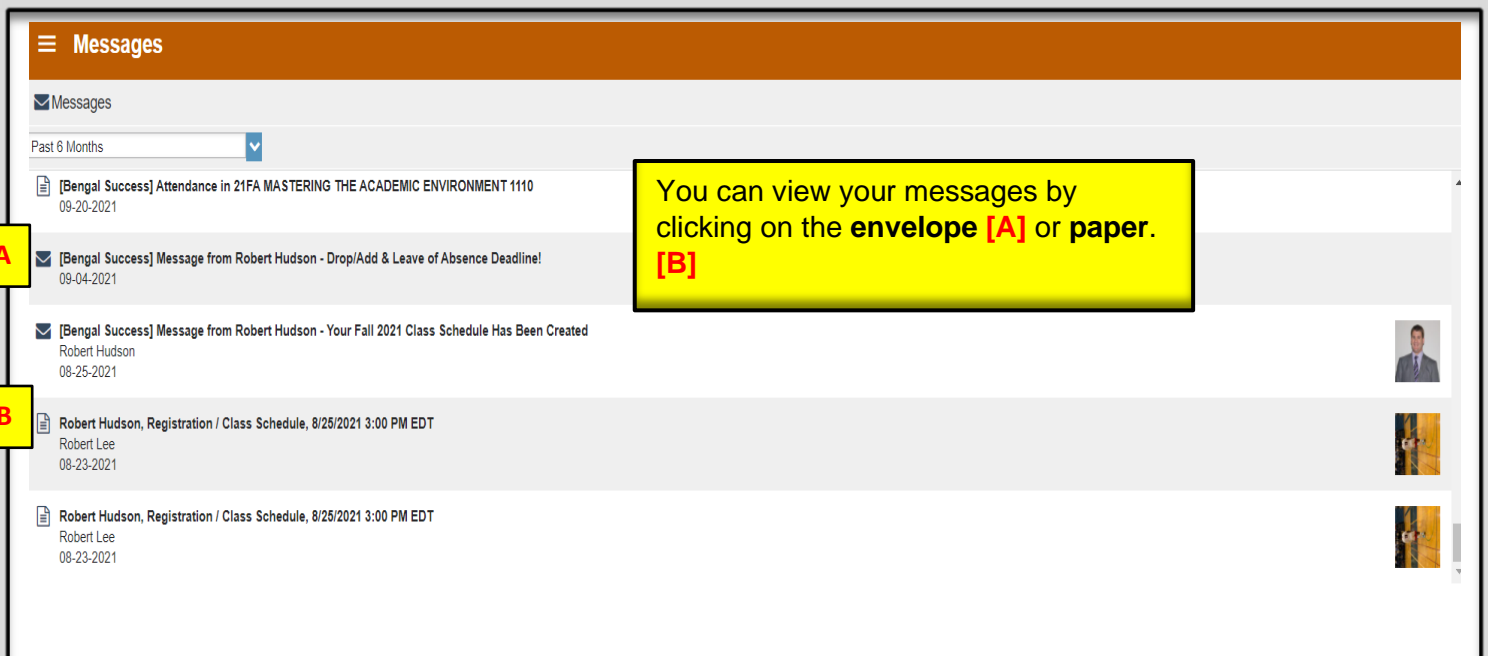 Messages
Messages
Past 6 Months
[Bengal Success] Attendance in 21FA MASTERING THE ACADEMIC ENVIRONMENT 1110
09-20-2021
You can view your messages by
clicking on the envelope [A] or paper.
[B]
A
[Bengal Success] Message from Robert Hudson - Drop/Add & Leave of Absence Deadline!
09-04-2021
[Bengal Success] Message from Robert Hudson - Your Fall 2021 Class Schedule Has Been Created
Robert Hudson
08-25-2021
B
Robert Hudson, Registration / Class Schedule, 8/25/2021 3:00 PM EDT
Robert Lee
08-23-2021
Robert Hudson, Registration / Class Schedule, 8/25/2021 3:00 PM EDT
Robert Lee
08-23-2021